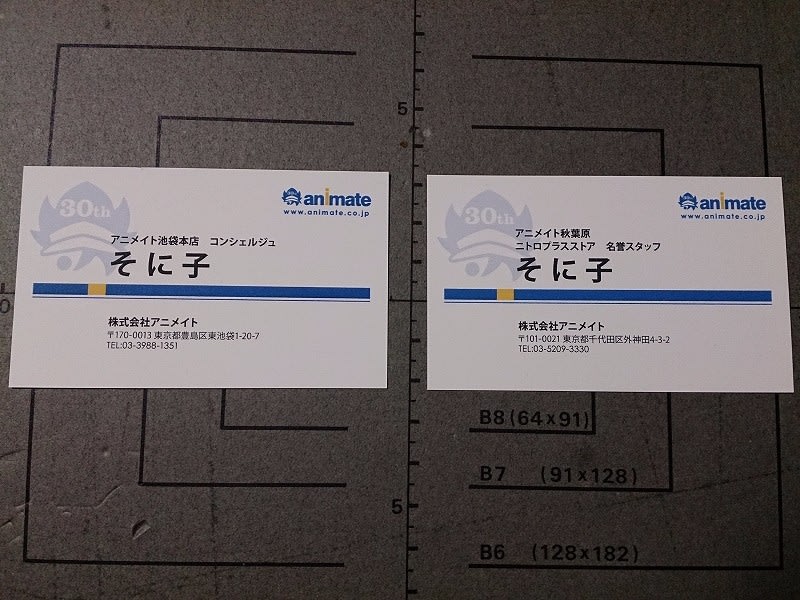 30th
animate
www.animate.co.jp
アニメイト池袋本店 コンシェルジュ
そに子
株式会社アニメイト
〒170-0013 東京都豊島区東池袋1-20-7
TEL:03-3988-1351
30th
animate
www.animate.co.jp
アニメイト秋葉原
ニトロプラスストア 名誉スタッフ
そに子
株式会社アニメイト
〒101-0021 東京都千代田区外神田4-3-2
TEL:03-5209-3330
5
0
B8(64×91)
B7 (91×128)
5
B6 (128×182)